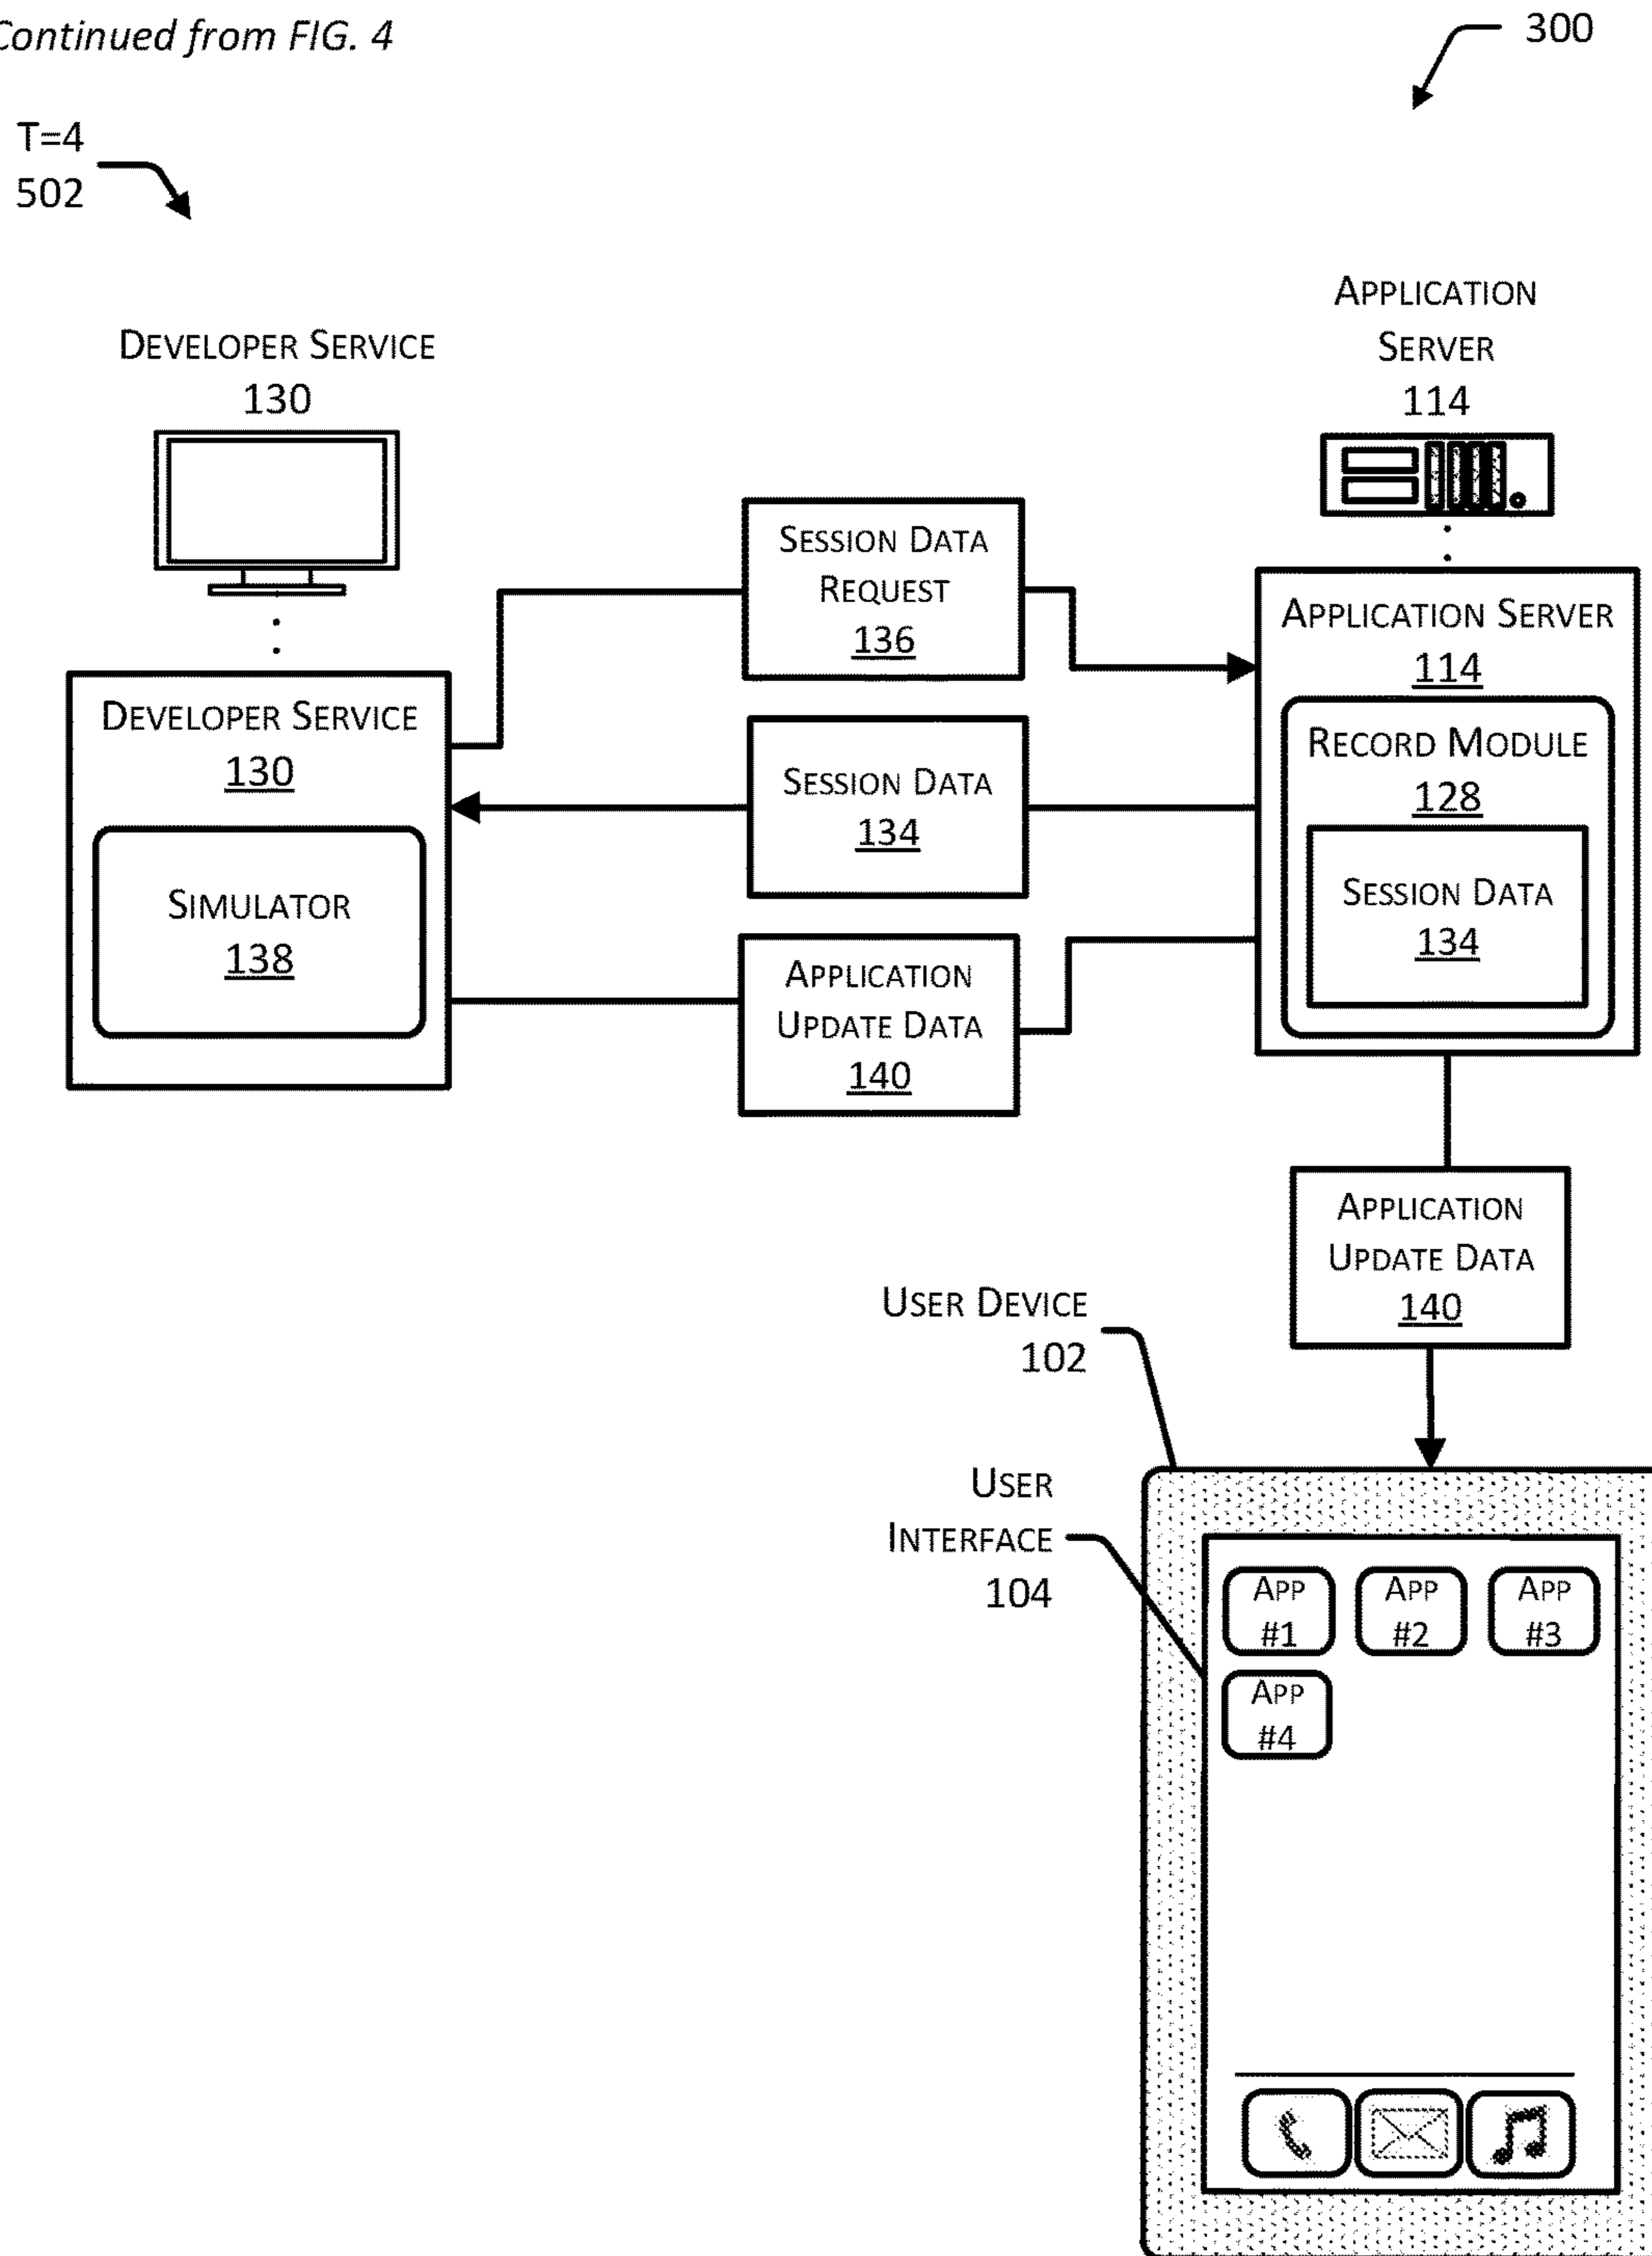 Continued from FIG. 4
300
T=4
502
DEVELOPER SERVICE
130
APPLICATION
SERVER
114
SESSION DATA
REQUEST
136
APPLICATION SERVER
114
DEVELOPER SERVICE
130
RECORD MODULE
128
SESSION DATA
134
SESSION DATA
134
SIMULATOR
138
APPLICATION
UPDATE DATA
140
APPLICATION
UPDATE DATA
140
USER DEVICE
102
USER
INTERFACE
104
APP
#1
APP
#2
APP
#3
APP
#4